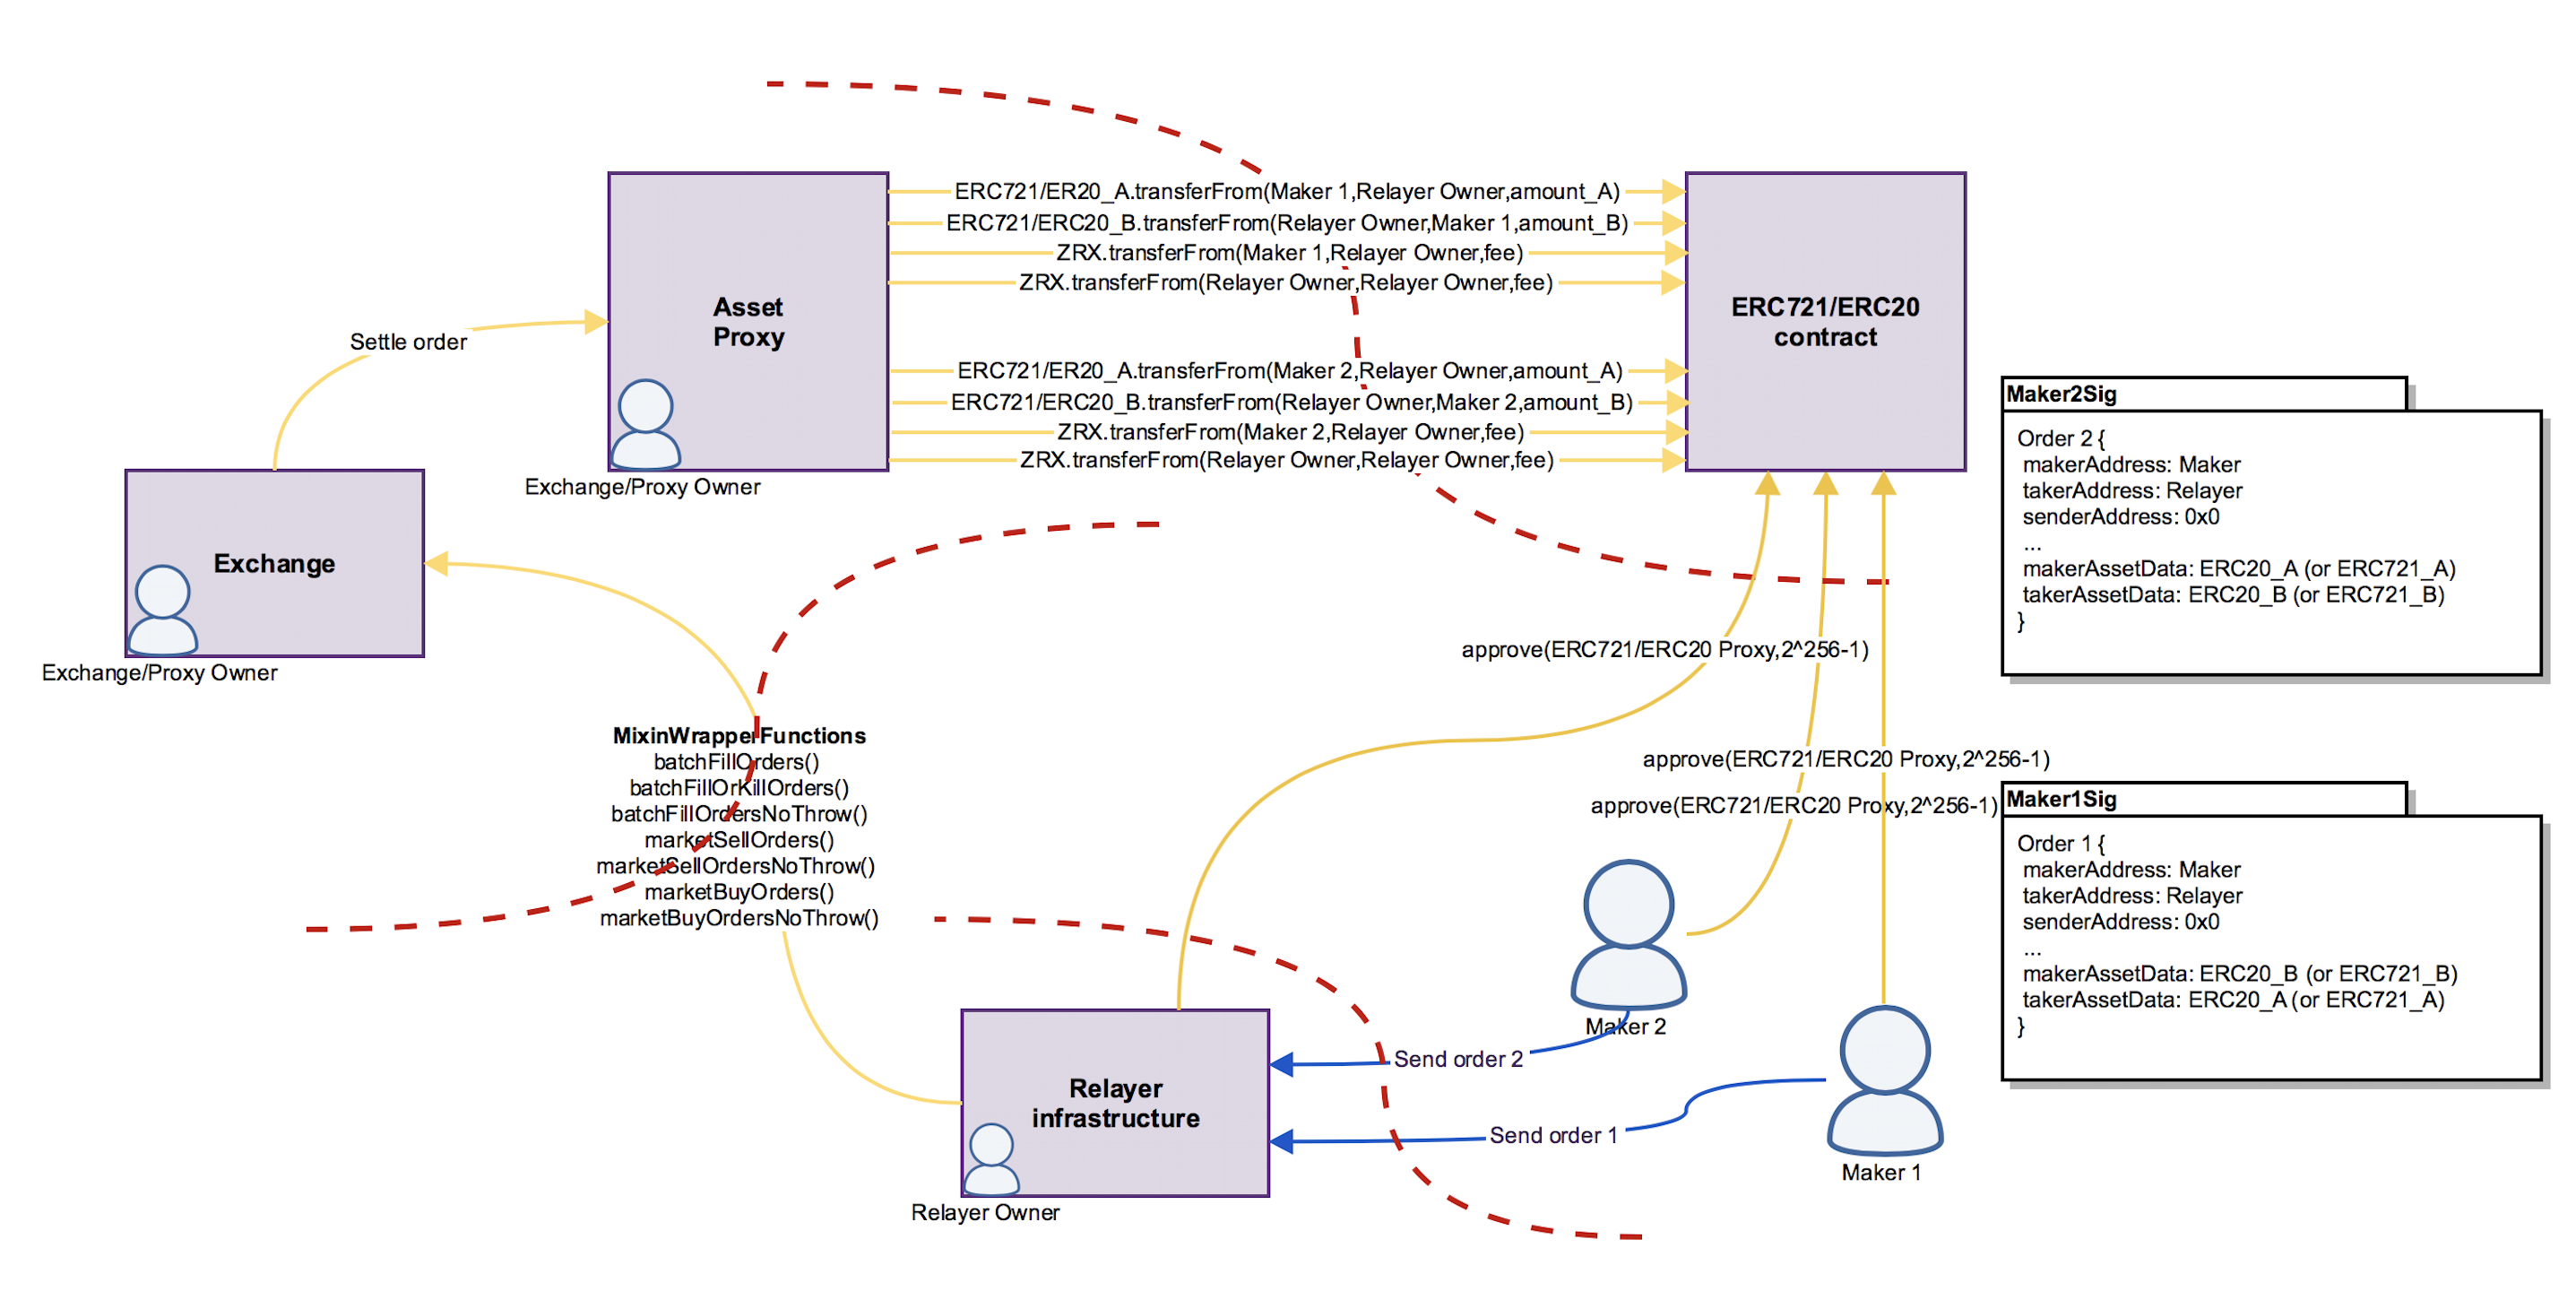 ERC721/ER20_A.transferFrom(Maker 1,Relayer Owner,amount_A)
ERC721/ERC20_B.transferFrom(Relayer Owner,Maker 1,amount_B)
ZRX.transferFrom(Maker 1,Relayer Owner,fee)
ZRX.transferFrom(Relayer Owner,Relayer Owner,fee)
Asset
Proxy
ERC721/ERC20
contract
Settle order
ERC721/ER20_A.transferFrom(Maker 2,Relayer Owner,amount_A)
ERC721/ERC20_B.transferFrom(Relayer Owner,Maker 2,amount_B)
ZRX.transferFrom(Maker 2,Relayer Owner,fee)
ZRX.transferFrom(Relayer Owner,Relayer Owner,fee)
Exchange/Proxy Owner
Exchange
Exchange/Proxy Owner
Maker2Sig
Order 2 {
makerAddress: Maker
takerAddress: Relayer
senderAddress: 0x0
...
makerAssetData: ERC20_A (or ERC721_A)
takerAssetData: ERC20_B (or ERC721_B)
}
approve(ERC721/ERC20 Proxy,2^256-1)
MixinWrapperFunctions
batchFillOrders()
batchFillOrKillOrders()
batchFillOrdersNoThrow()
marketSellOrders()
marketSellOrdersNoThrow()
marketBuyOrders()
marketBuyOrdersNoThrow()
approve(ERC721/ERC20 Proxy,2^256-1)
approve(ERC721/ERC20 Proxy,2^256-1)
Maker1Sig
Order 1 {
makerAddress: Maker
takerAddress: Relayer
senderAddress: 0x0
...
makerAssetData: ERC20_B (or ERC721_B)
takerAssetData: ERC20_A (or ERC721_A)
}
Maker 2
Send order 2
Relayer
infrastructure
Send order 1
Maker 1
Relayer Owner